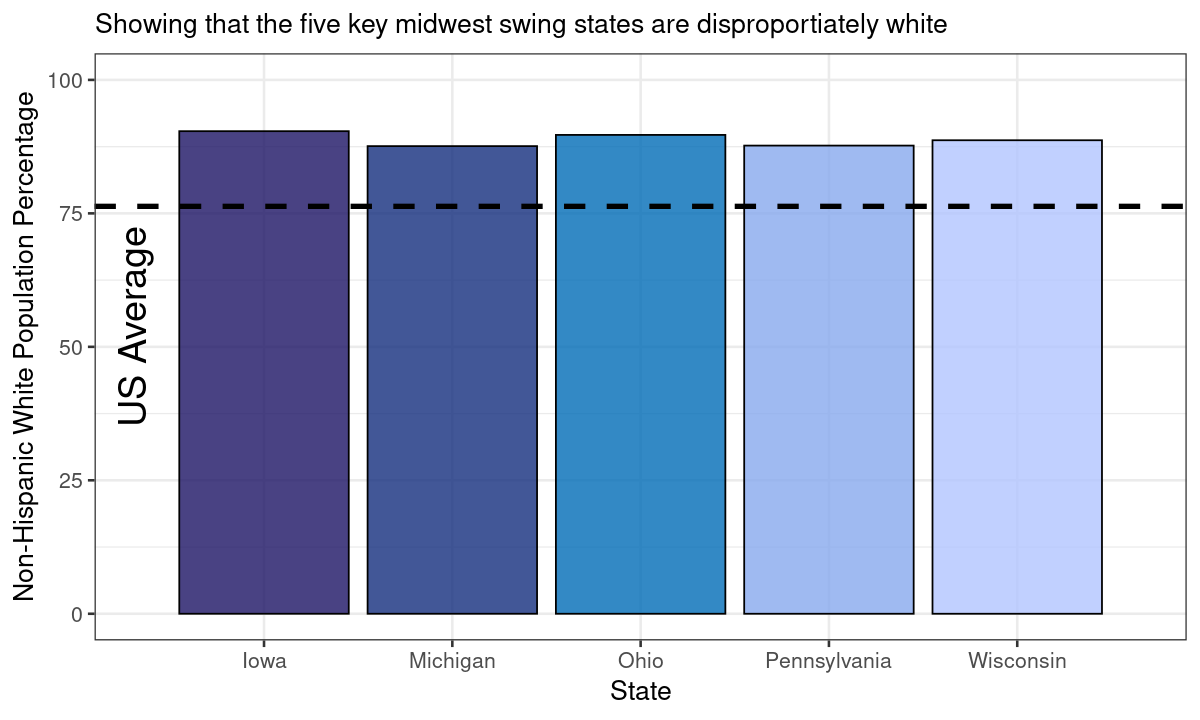 Showing that the five key midwest swing states are disproportiately white
Non-Hispanic White Population Percentage
100
75
50
25
0
US Average
Iowa
Michigan
Ohio
Pennsylvania
Wisconsin
State